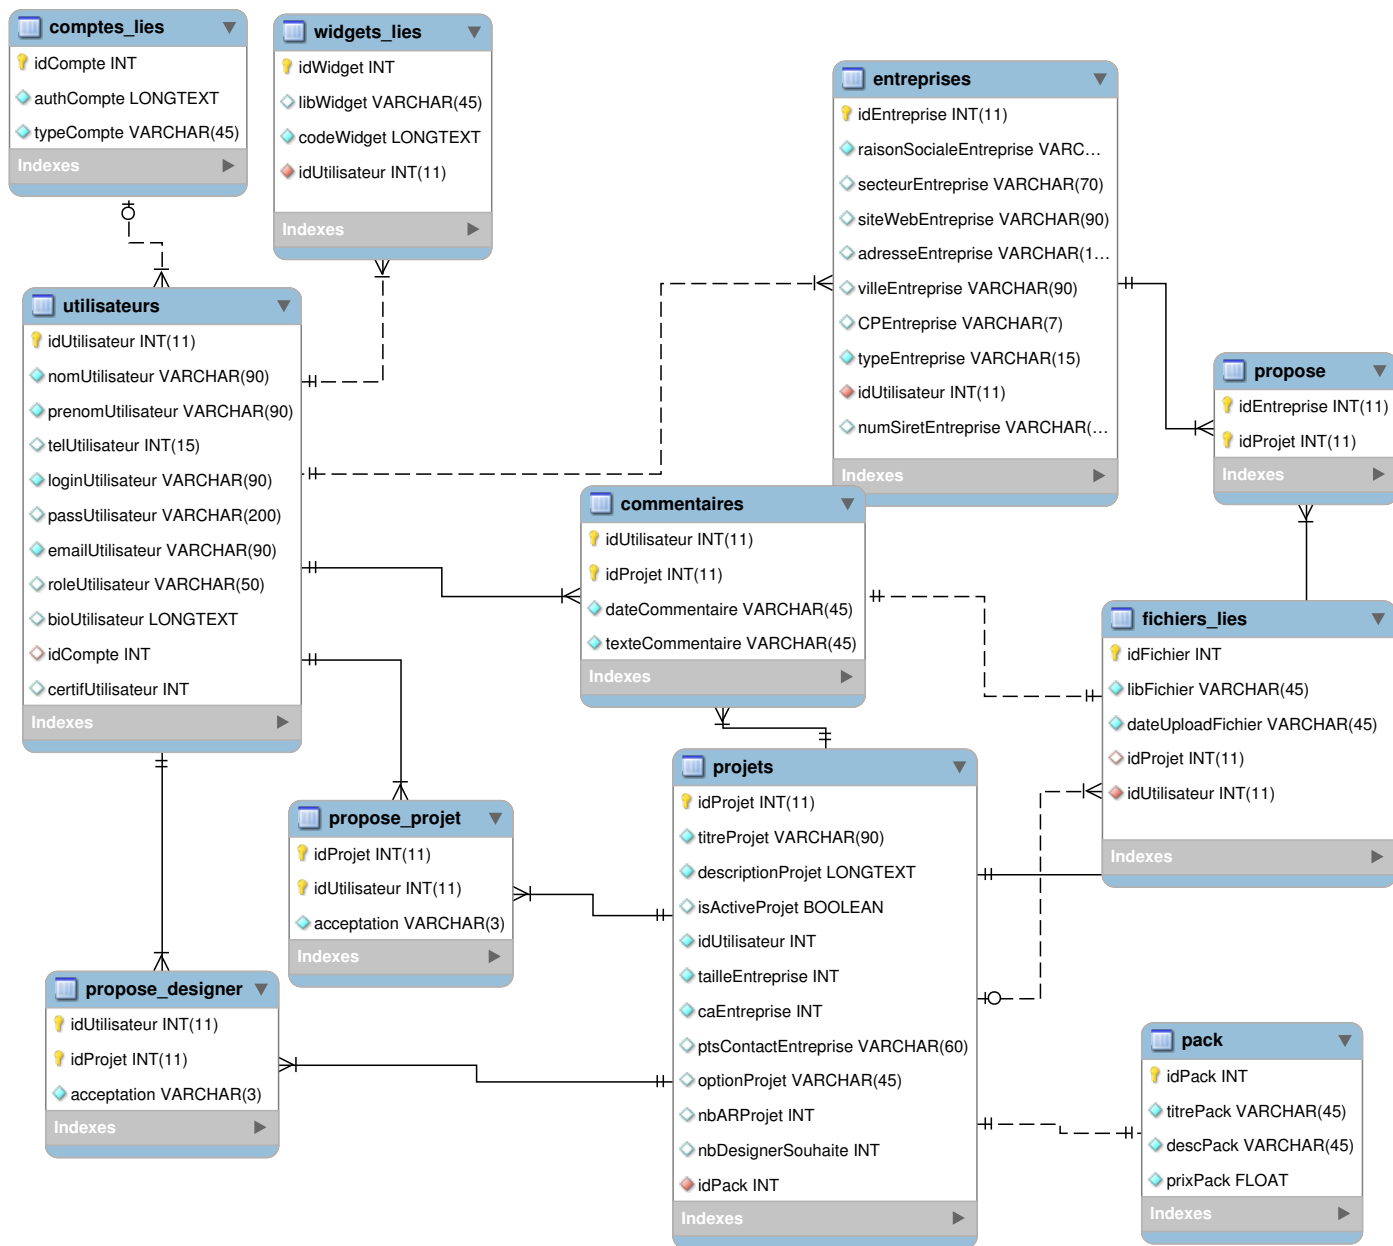 comptes_lies
idCompte INT
authCompte LONGTEXT
typeCompte VARCHAR(45)
Indexes
widgets_lies
idWidget INT
libWidget VARCHAR(45)
codeWidget LONGTEXT
idUtilisateur INT(11)
Indexes
entreprises
idEntreprise INT(11)
raisonSocialeEntreprise VARC...
secteurEntreprise VARCHAR(70)
siteWebEntreprise VARCHAR(90)
adresseEntreprise VARCHAR(1...
villeEntreprise VARCHAR(90)
CPEntreprise VARCHAR(7)
typeEntreprise VARCHAR(15)
idUtilisateur INT(11)
numSiretEntreprise VARCHAR(...
Indexes
utilisateurs
idUtilisateur INT(11)
nomUtilisateur VARCHAR(90)
prenomUtilisateur VARCHAR(90)
telUtilisateur INT(15)
loginUtilisateur VARCHAR(90)
passUtilisateur VARCHAR(200)
emailUtilisateur VARCHAR(90)
roleUtilisateur VARCHAR(50)
bioUtilisateur LONGTEXT
idCompte INT
certifUtilisateur INT
Indexes
propose
idEntreprise INT(11)
idProjet INT(11)
Indexes
commentaires
idUtilisateur INT(11)
idProjet INT(11)
dateCommentaire VARCHAR(45)
texteCommentaire VARCHAR(45)
Indexes
fichiers_lies
idFichier INT
libFichier VARCHAR(45)
dateUploadFichier VARCHAR(45)
idProjet INT(11)
idUtilisateur INT(11)
Indexes
projets
idProjet INT(11)
titreProjet VARCHAR(90)
descriptionProjet LONGTEXT
isActiveProjet BOOLEAN
idUtilisateur INT
tailleEntreprise INT
caEntreprise INT
ptsContactEntreprise VARCHAR(60)
optionProjet VARCHAR(45)
nbARProjet INT
nbDesignerSouhaite INT
idPack INT
Indexes
propose_projet
idProjet INT(11)
idUtilisateur INT(11)
acceptation VARCHAR(3)
Indexes
propose_designer
idUtilisateur INT(11)
idProjet INT(11)
acceptation VARCHAR(3)
Indexes
pack
idPack INT
titrePack VARCHAR(45)
descPack VARCHAR(45)
prixPack FLOAT
Indexes